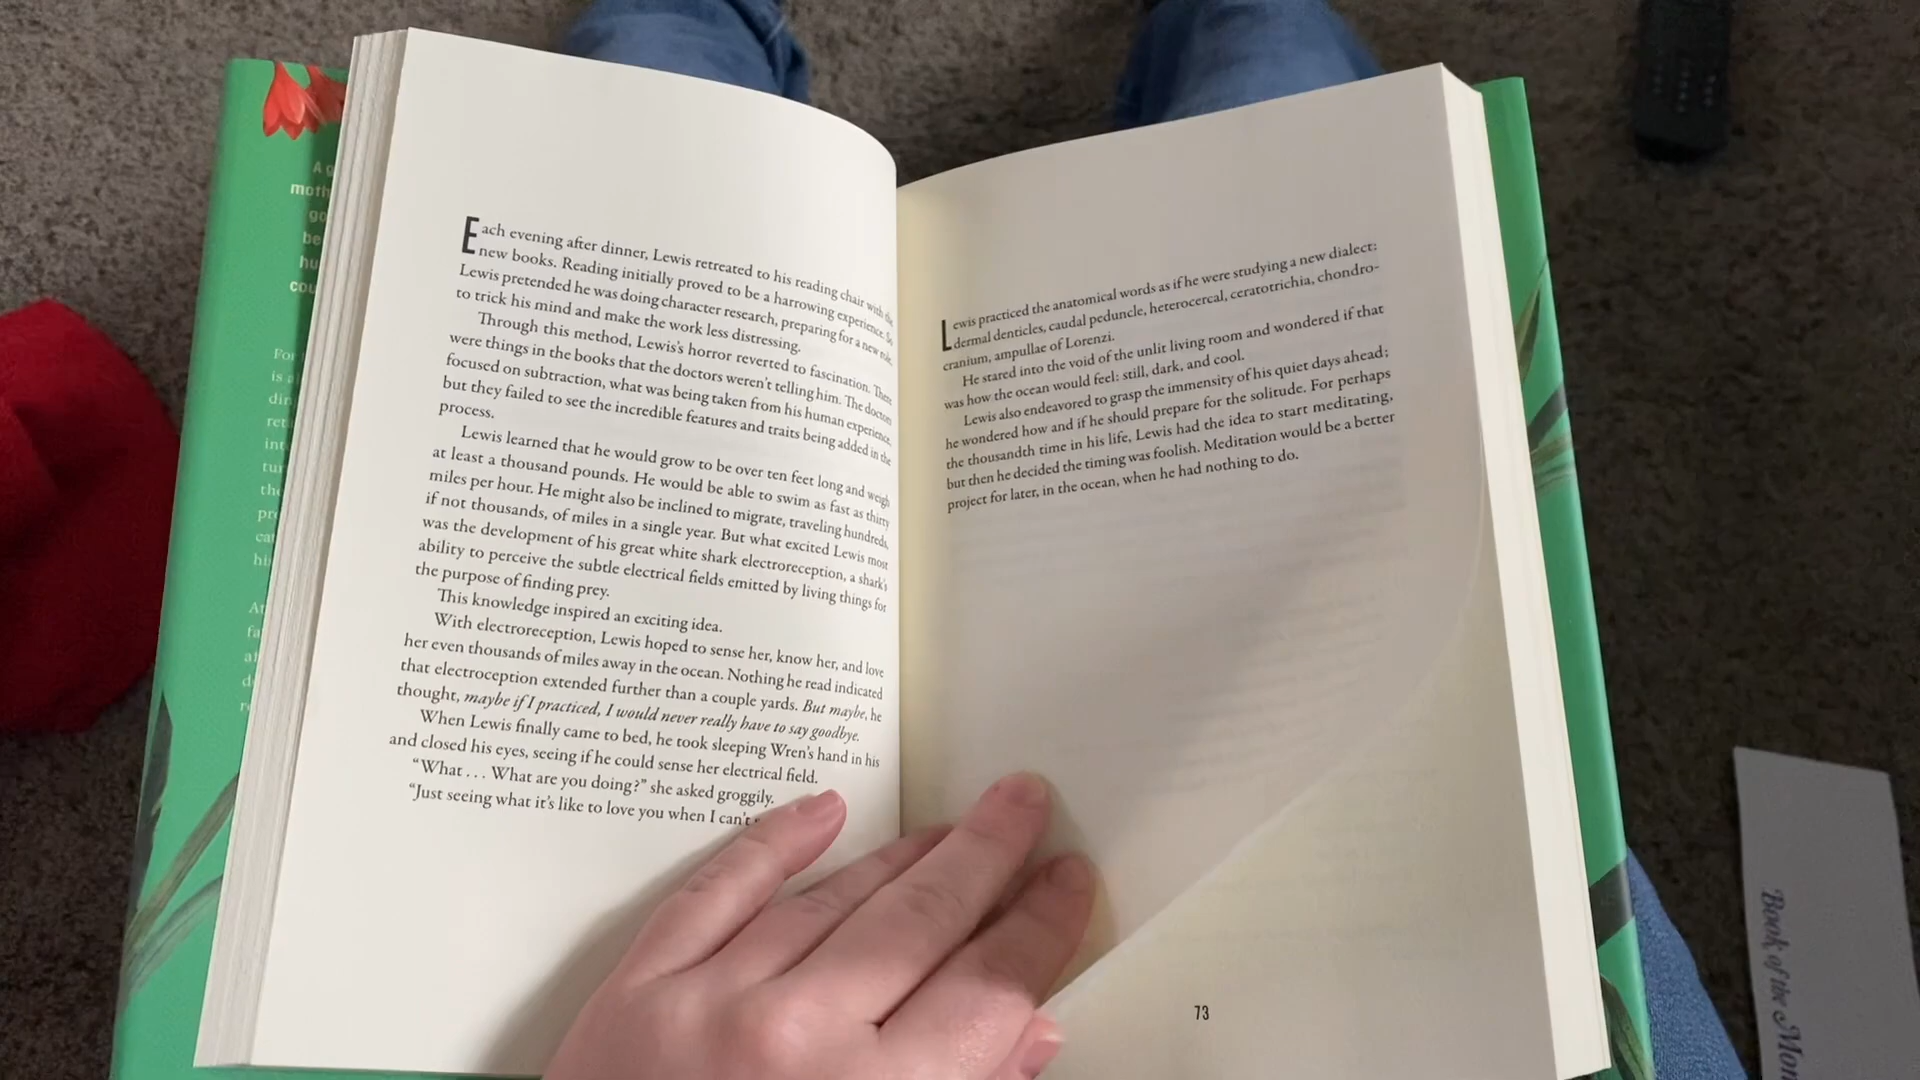 A g
moth
go
be
hu
cou
For
is a
din
ret
int
tur
the
pro
ca
hi
An
fa
af
d
r
Each evening after dinner, Lewis retreated to his reading chair with the
new books. Reading initially proved to be a harrowing experience. So
Lewis pretended he was doing character research, preparing for a new role,
to trick his mind and make the work less distressing.
Through this method, Lewis's horror reverted to fascination. There
were things in the books that the doctors weren't telling him. The doctors
focused on subtraction, what was being taken from his human experience,
but they failed to see the incredible features and traits being added in the
process.
Lewis learned that he would grow to be over ten feet long and weigh
at least a thousand pounds. He would be able to swim as fast as thirty
miles per hour. He might also be inclined to migrate, traveling hundreds,
if not thousands, of miles in a single year. But what excited Lewis most
was the development of his great white shark electroreception, a shark's
ability to perceive the subtle electrical fields emitted by living things for
the purpose of finding prey.
This knowledge inspired an exciting idea.
With electroreception, Lewis hoped to sense her, know her, and love
her even thousands of miles away in the ocean. Nothing he read indicated
that electroception extended further than a couple yards. But maybe, he
thought, maybe if I practiced, I would never really have to say goodbye.
When Lewis finally came to bed, he took sleeping Wren's hand in his
and closed his eyes, seeing if he could sense her electrical field.
“What . . . What are you doing?” she asked groggily.
“Just seeing what it's like to love you when I can't
Lewis practiced the anatomical words as if he were studying a new dialect:
dermal denticles, caudal peduncle, heterocercal, ceratotrichia, chondro-
cranium, ampullae of Lorenzi.
He stared into the void of the unlit living room and wondered if that
was how the ocean would feel: still, dark, and cool.
Lewis also endeavored to grasp the immensity of his quiet days ahead;
he wondered how and if he should prepare for the solitude. For perhaps
the thousandth time in his life, Lewis had the idea to start meditating,
but then he decided the timing was foolish. Meditation would be a better
project for later, in the ocean, when he had nothing to do.
73
Book of the Mon